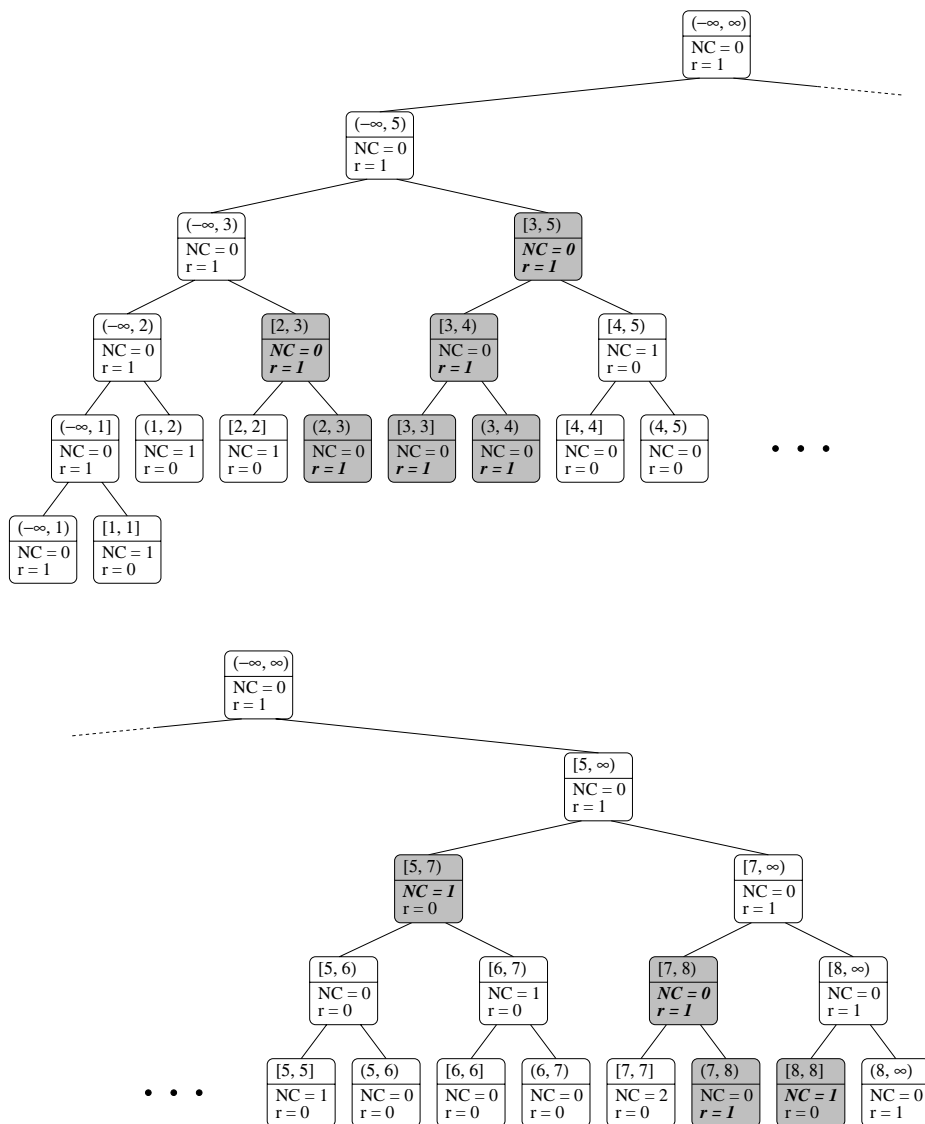 (−∞, ∞)
NC = 0
r = 1
(−∞, 5)
NC = 0
r = 1
(−∞, 3)
NC = 0
r = 1
[3, 5)
NC = 0
r = 1
(−∞, 2)
NC = 0
r = 1
[2, 3)
NC = 0
r = 1
[3, 4)
NC = 0
r = 1
[4, 5)
NC = 1
r = 0
(−∞, 1]
NC = 0
r = 1
(1, 2)
NC = 1
r = 0
[2, 2]
NC = 1
r = 0
(2, 3)
NC = 0
r = 1
[3, 3]
NC = 0
r = 1
(3, 4)
NC = 0
r = 1
[4, 4]
NC = 0
r = 0
(4, 5)
NC = 0
r = 0
• • •
(−∞, 1)
NC = 0
r = 1
[1, 1]
NC = 1
r = 0
(−∞, ∞)
NC = 0
r = 1
[5, ∞)
NC = 0
r = 1
[5, 7)
NC = 1
r = 0
[7, ∞)
NC = 0
r = 1
[5, 6)
NC = 0
r = 0
[6, 7)
NC = 1
r = 0
[7, 8)
NC = 0
r = 1
[8, ∞)
NC = 0
r = 1
• • •
[5, 5]
NC = 1
r = 0
(5, 6)
NC = 0
r = 0
[6, 6]
NC = 0
r = 0
(6, 7)
NC = 0
r = 0
[7, 7]
NC = 2
r = 0
(7, 8)
NC = 0
r = 1
[8, 8]
NC = 1
r = 0
(8, ∞)
NC = 0
r = 1